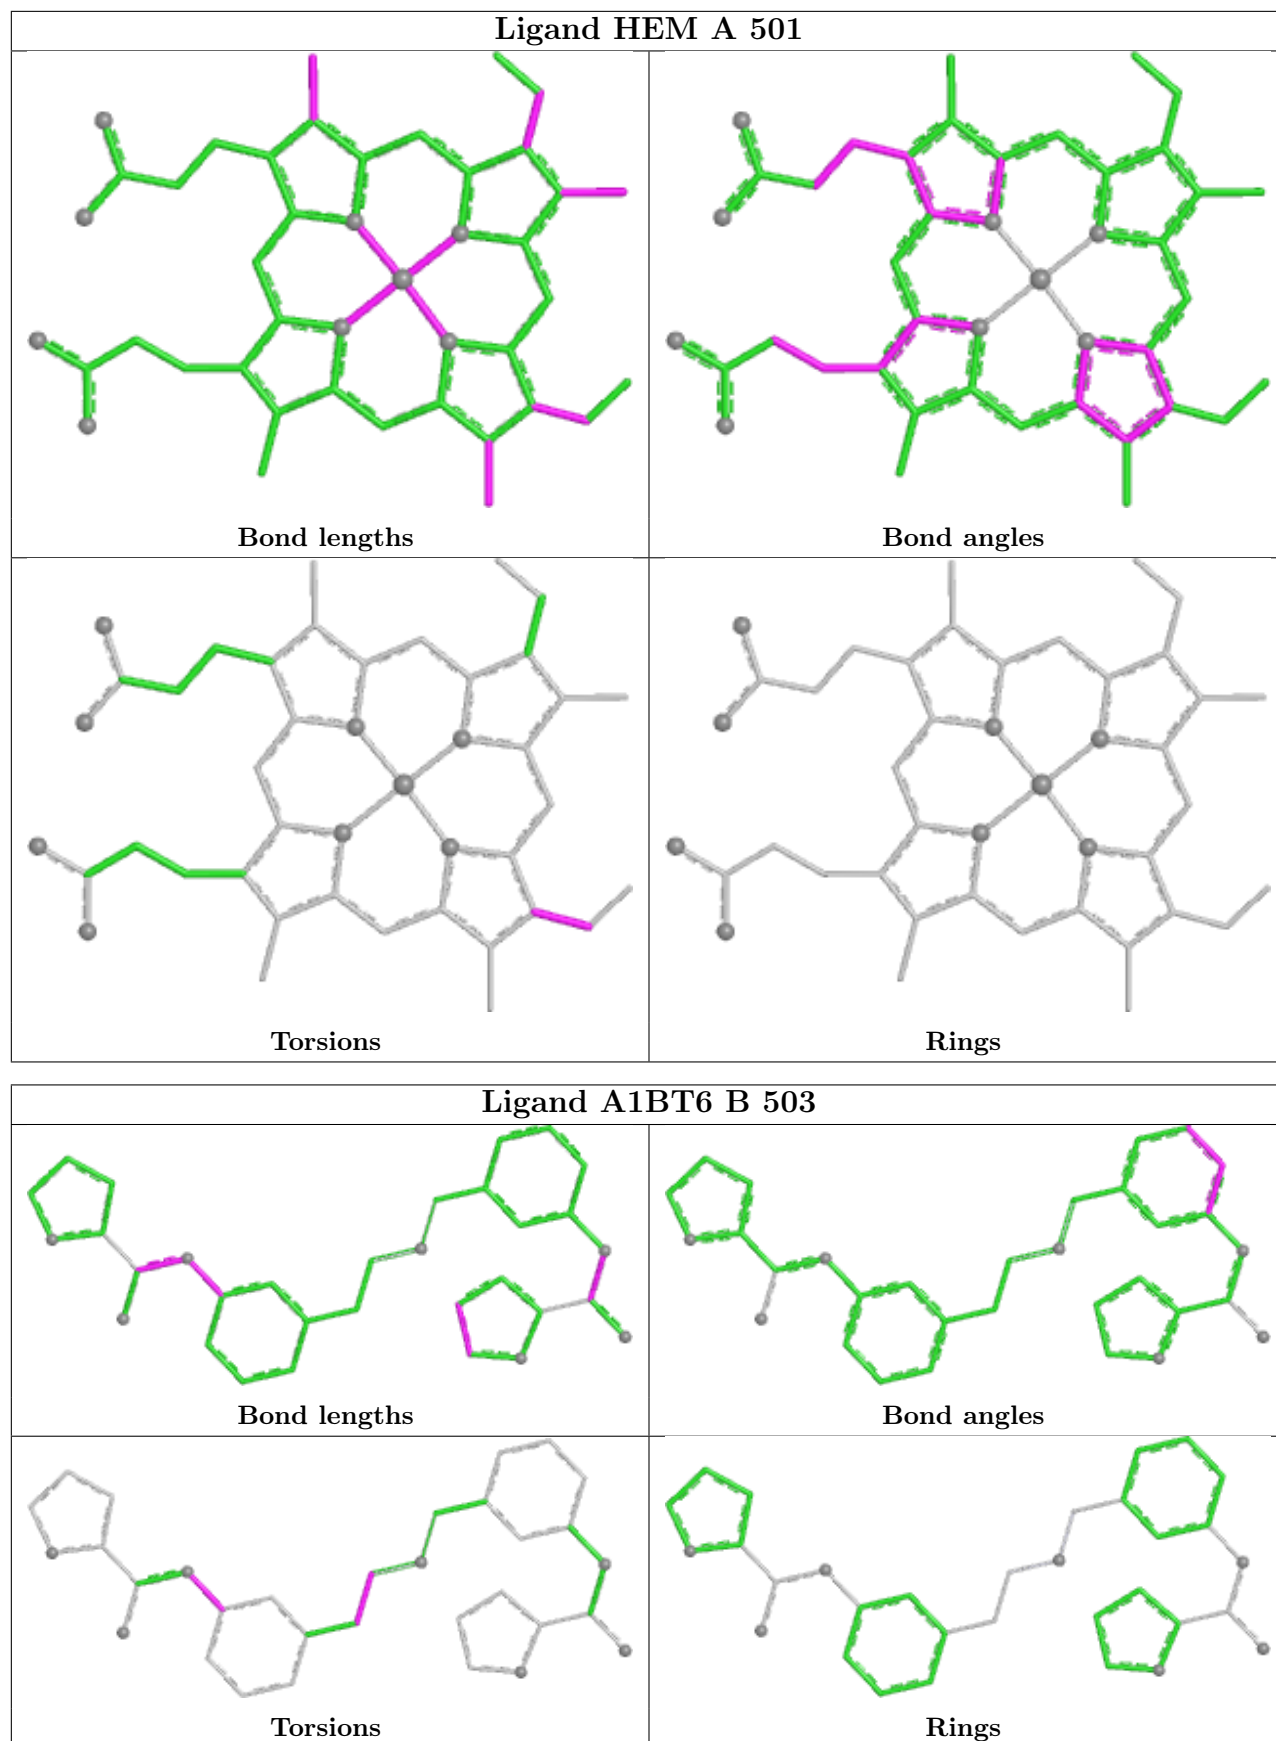 Ligand HEM A 501
Bond lengths
Bond angles
Torsions
Rings
Ligand A1BT6 B 503
Bond lengths
Bond angles
Torsions
Rings